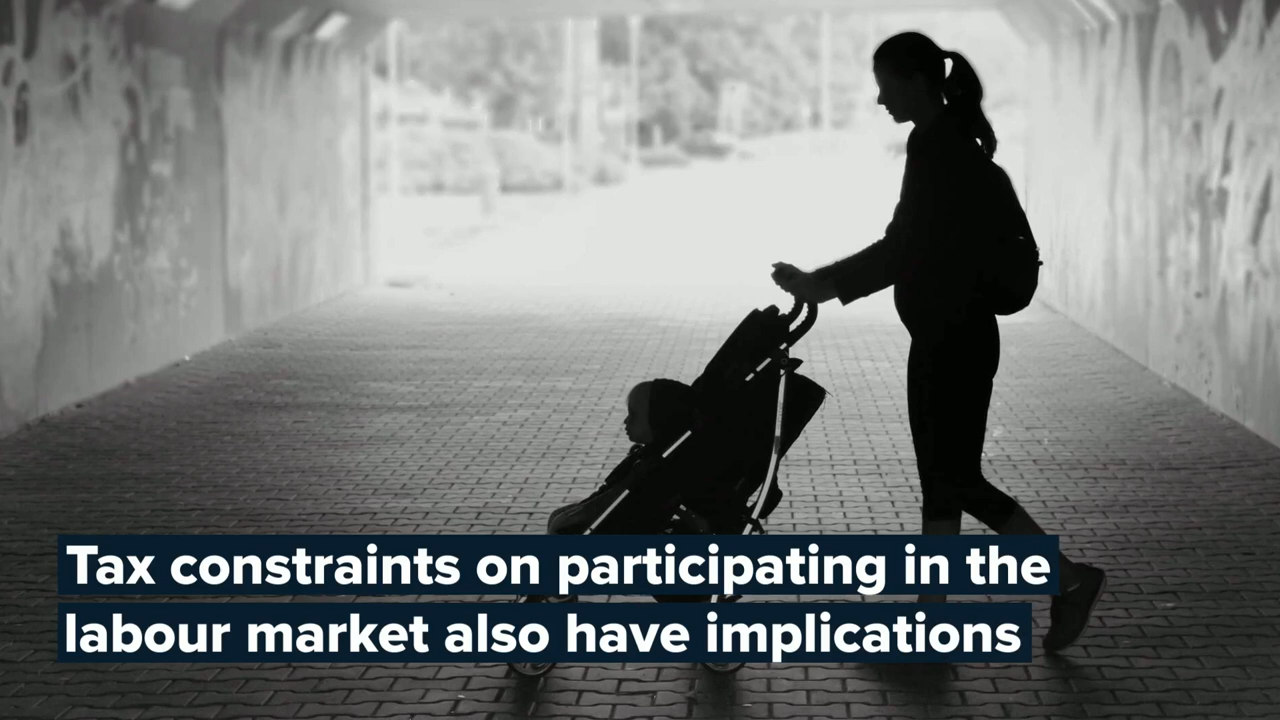 Tax constraints on participating in the
labour market also have implications